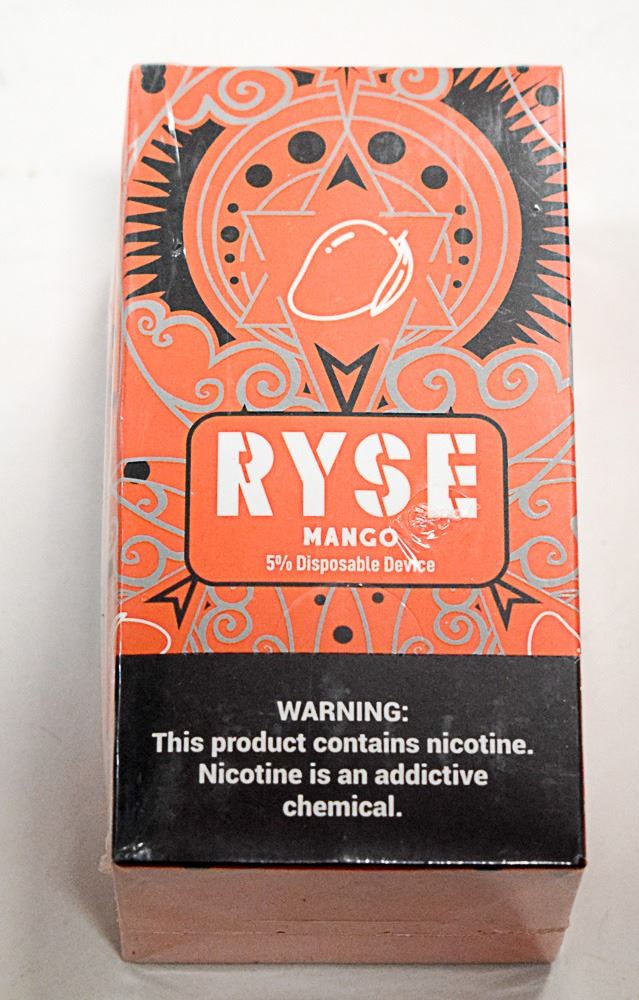 RYSE
MANGO
5% Disposable Device
WARNING:
This product contains nicotine.
Nicotine is an addictive
chemical.